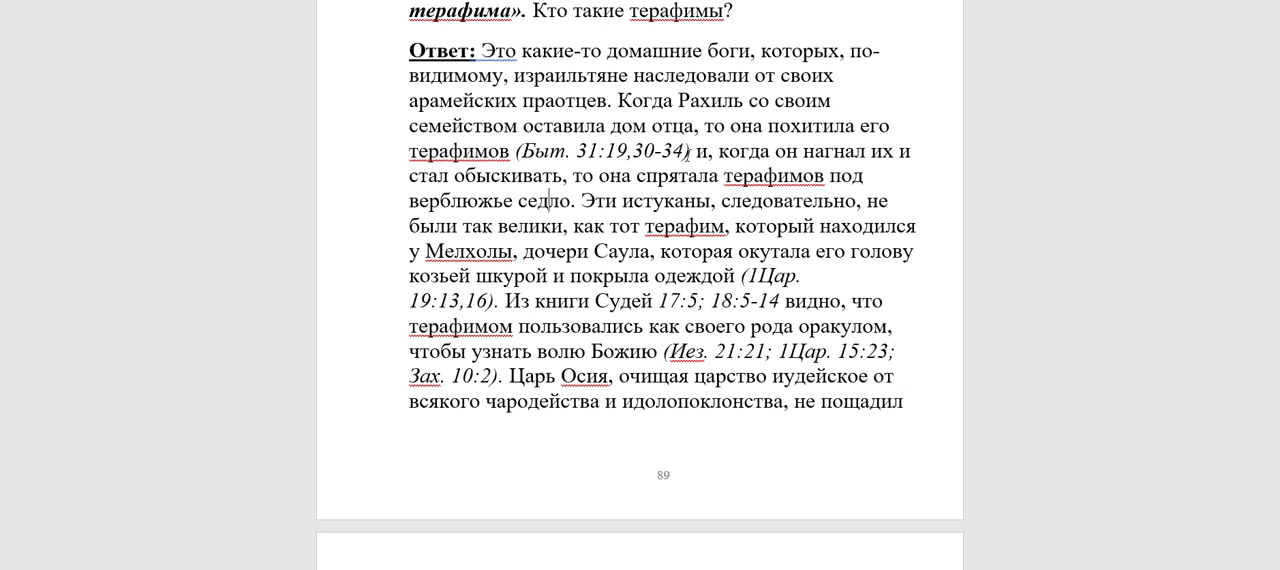 терафима». Кто такие терафимы?
Ответ: Это какие-то домашние боги, которых, по-
видимому, израильтяне наследовали от своих
арамейских праотцев. Когда Рахиль со своим
семейством оставила дом отца, то она похитила его
терафимов (Быт. 31:19,30-34) и, когда он нагнал их и
стал обыскивать, то она спрятала терафимов под
верблюжье седло. Эти истуканы, следовательно, не
были так велики, как тот терафим, который находился
у Мелхолы, дочери Саула, которая окутала его голову
козьей шкурой и покрыла одеждой (1Цар.
19:13,16). Из книги Судей 17:5; 18:5-14 видно, что
терафимом пользовались как своего рода оракулом,
чтобы узнать волю Божию (Иез. 21:21; 1Цар. 15:23;
Зах. 10:2). Царь Осия, очищая царство иудейское от
всякого чародейства и идолопоклонства, не пощадил
89